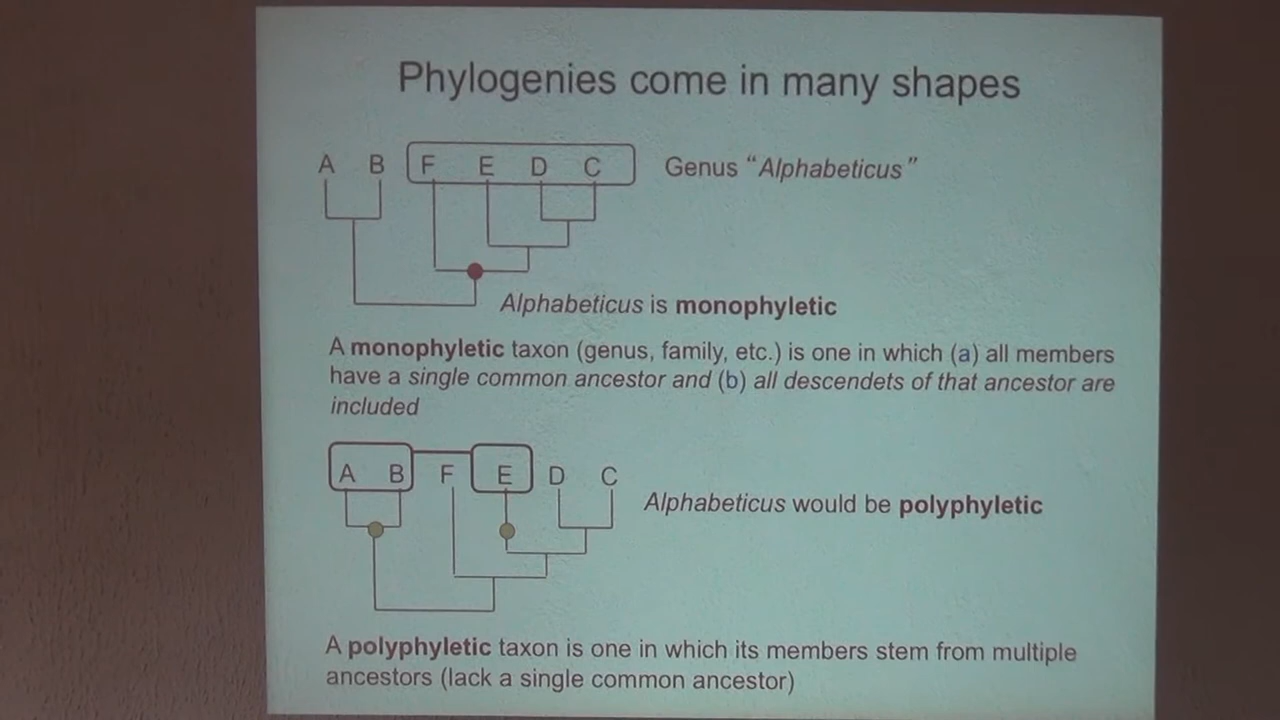 Phylogenies come in many shapes
A B F E D C Genus “Alphabeticus”
Alphabeticus is monophyletic
A monophyletic taxon (genus, family, etc.) is one in which (a) all members
have a single common ancestor and (b) all descendets of that ancestor are
included
A B F E D C
Alphabeticus would be polyphyletic
A polyphyletic taxon is one in which its members stem from multiple
ancestors (lack a single common ancestor)